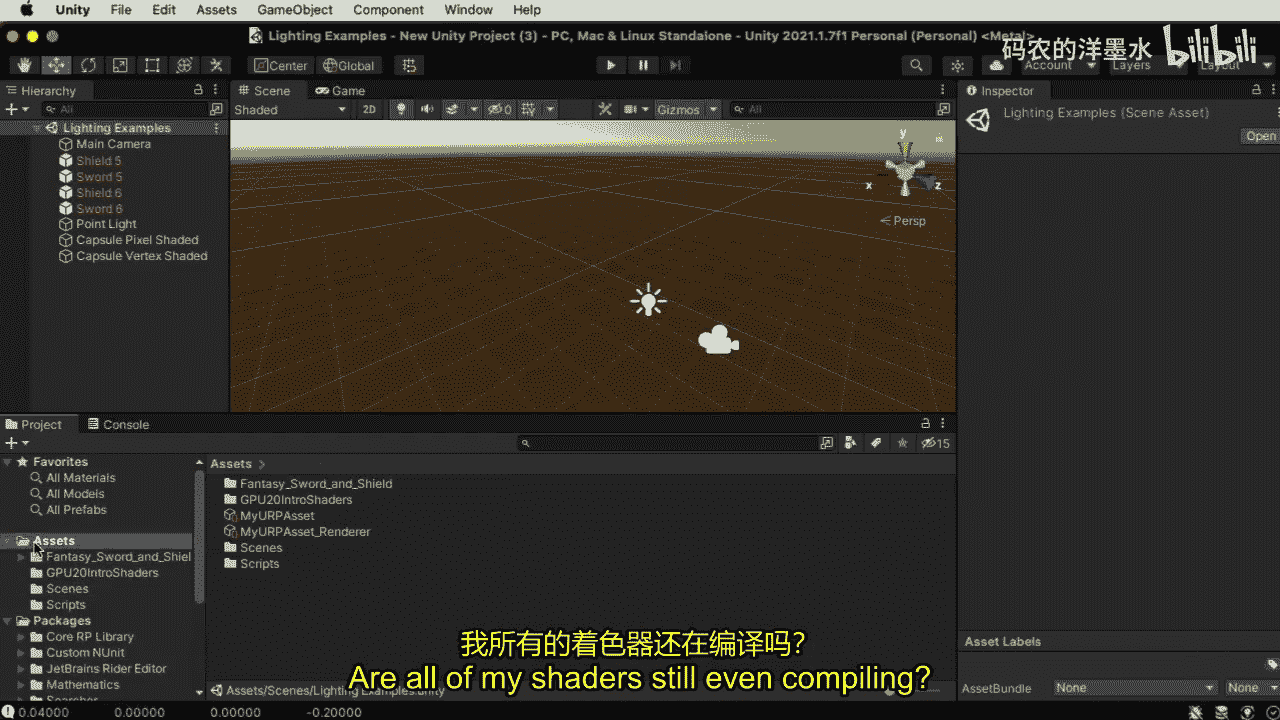 Unity File Edit Assets GameObject Component Window Help
Lighting Examples - New Unity Project (3) - PC, Mac & Linux Standalone - Unity 2021.1.7f1 Personal (Personal) <Metal>
码农的洋墨水 bilibili
Center Global Account Layers Layout
Hierarchy Scene Game Inspector
All Shaded 2D 0 Gizmos All
Lighting Examples (Scene Asset)
Open
Lighting Examples
Main Camera
Shield 5
Sword 5
Shield 6
Sword 6
Point Light
Capsule Pixel Shaded
Capsule Vertex Shaded
y
x z
Persp
Project Console
15
Favorites
All Materials
All Models
All Prefabs
Assets
Fantasy_Sword_and_Shiel
GPU20IntroShaders
Scenes
Scripts
Packages
Core RP Library
Custom NUnit
JetBrains Rider Editor
Mathematics
Assets
Fantasy_Sword_and_Shield
GPU20IntroShaders
MyURPAsset
MyURPAsset_Renderer
Scenes
Scripts
Assets/Scenes/Lighting Examples.unity
Asset Labels
AssetBundle None None
我所有的着色器还在编译吗?
Are all of my shaders still even compiling?
0.04000 0.00000 0.00000 -0.20000